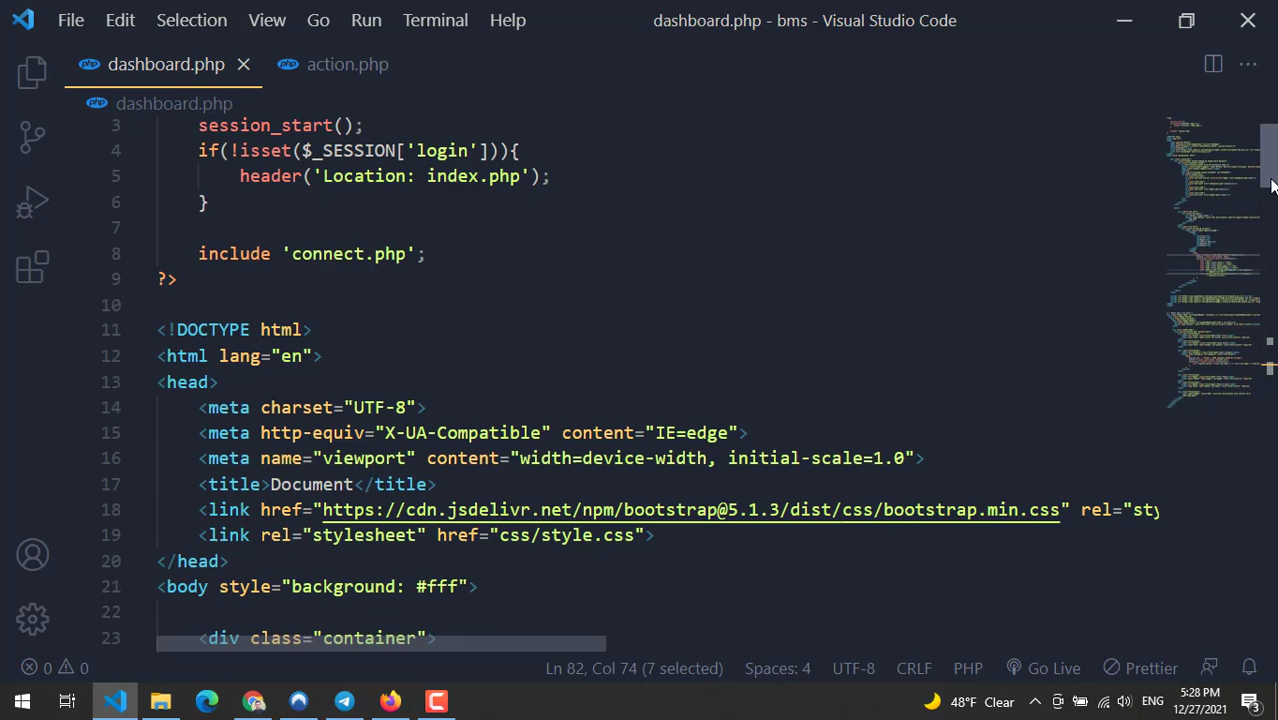 File Edit Selection View Go Run Terminal Help dashboard.php - bms - Visual Studio Code
php dashboard.php php action.php
php dashboard.php
3 session_start();
4 if(!isset($_SESSION['login'])){
5 header('Location: index.php');
6 }
7
8 include 'connect.php';
9 ?>
10
11 <!DOCTYPE html>
12 <html lang="en">
13 <head>
14 <meta charset="UTF-8">
15 <meta http-equiv="X-UA-Compatible" content="IE=edge">
16 <meta name="viewport" content="width=device-width, initial-scale=1.0">
17 <title>Document</title>
18 <link href="https://cdn.jsdelivr.net/npm/bootstrap@5.1.3/dist/css/bootstrap.min.css" rel="sty
19 <link rel="stylesheet" href="css/style.css">
20 </head>
21 <body style="background: #fff">
22
23 <div class="container">
0 0 Ln 82, Col 74 (7 selected) Spaces: 4 UTF-8 CRLF PHP Go Live Prettier
48°F Clear ENG 5:28 PM
12/27/2021 3